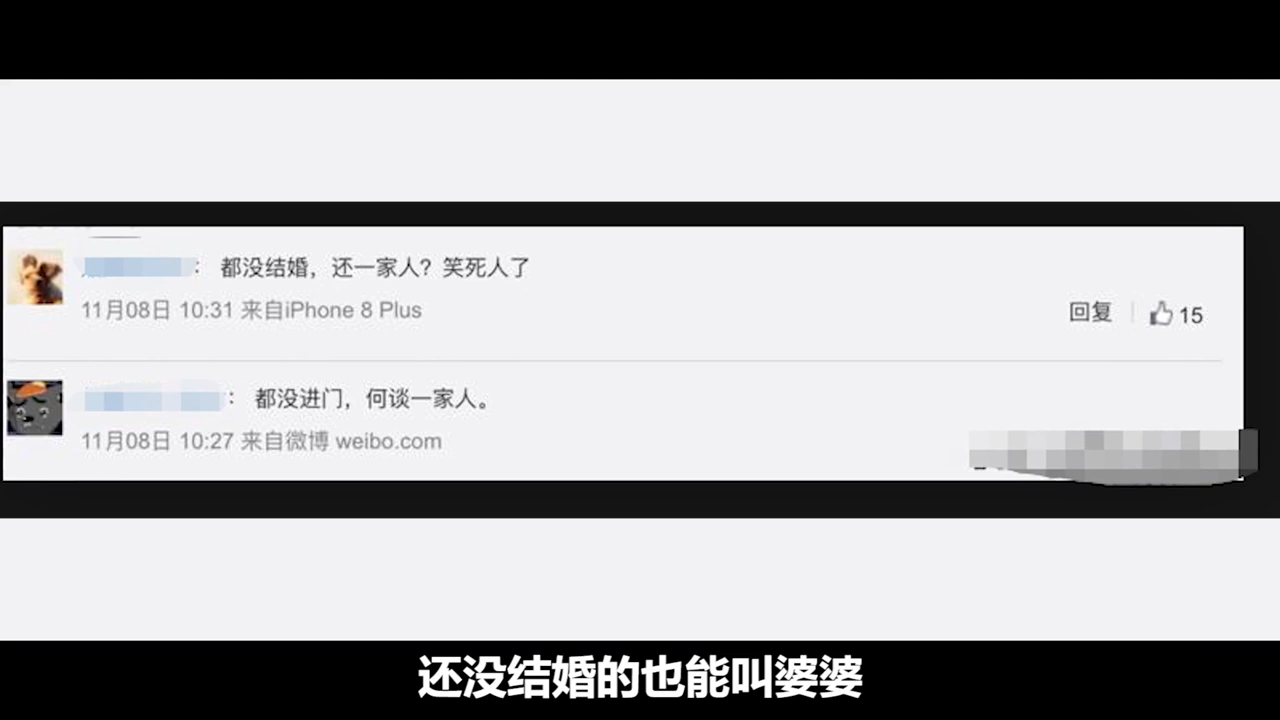 ： 都没结婚，还一家人？笑死人了
11月08日 10:31 来自iPhone 8 Plus
回复 15
： 都没进门，何谈一家人。
11月08日 10:27 来自微博 weibo.com
还没结婚的也能叫婆婆